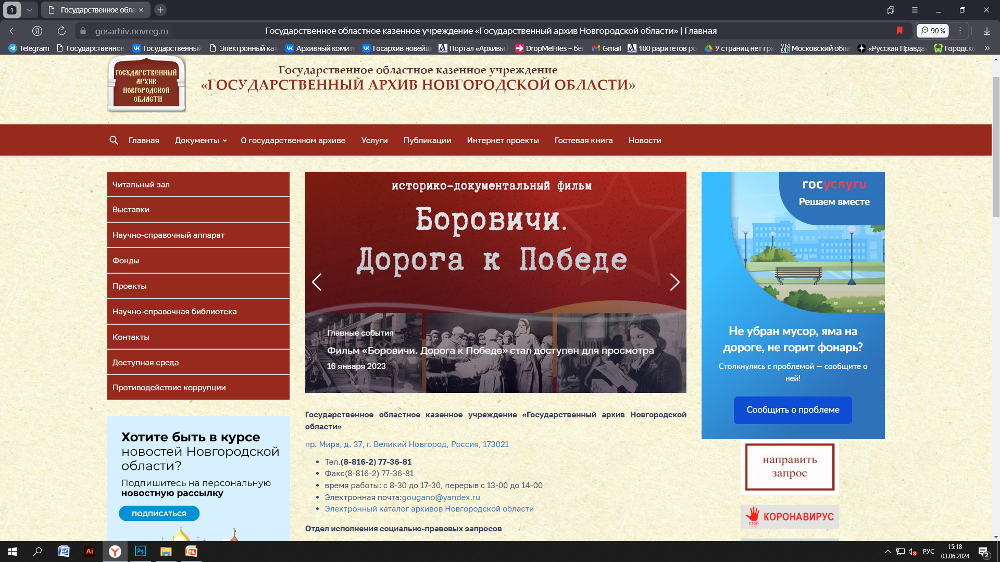 1
Государственное обла
gosarhiv.novreg.ru
Государственное областное казенное учреждение «Государственный архив Новгородской области» | Главная
90 %
Telegram
Государственное
Государственный
Электронный ката
Архивный комите
Госархив новейш
Портал «Архивы
DropMeFiles – бес
Gmail
100 раритетов ро
У страниц нет гра
Московский обла
«Русская Правда»
Городско
ГОСУДАРСТВЕННЫЙ
АРХИВ
НОВГОРОДСКОЙ
ОБЛАСТИ
Государственное областное казенное учреждение
«ГОСУДАРСТВЕННЫЙ АРХИВ НОВГОРОДСКОЙ ОБЛАСТИ»
Главная
Документы
О государственном архиве
Услуги
Публикации
Интернет проекты
Гостевая книга
Новости
Читальный зал
Выставки
Научно-справочный аппарат
Фонды
Проекты
Научно-справочная библиотека
Контакты
Доступная среда
Противодействие коррупции
Хотите быть в курсе
новостей Новгородской
области?
Подпишитесь на персональную
новостную рассылку
ПОДПИСАТЬСЯ
историко-документальный фильм
Боровичи.
Дорога к Победе
Главные события
Фильм «Боровичи. Дорога к Победе» стал доступен для просмотра
16 января 2023
Государственное областное казенное учреждение «Государственный архив Новгородской
области»
пр. Мира, д. 37, г. Великий Новгород, Россия, 173021
Тел.(8-816-2) 77-36-81
Факс(8-816-2) 77-36-81
время работы: с 8-30 до 17-30, перерыв с 13-00 до 14-00
Электронная почта:gougano@yandex.ru
Электронный каталог архивов Новгородской области
Отдел исполнения социально-правовых запросов
госуслуги
Решаем вместе
Не убран мусор, яма на
дороге, не горит фонарь?
Столкнулись с проблемой — сообщите о
ней!
Сообщить о проблеме
направить
запрос
СТОП
КОРОНАВИРУС
Ai
Ps
РУС
15:18
03.06.2024
2